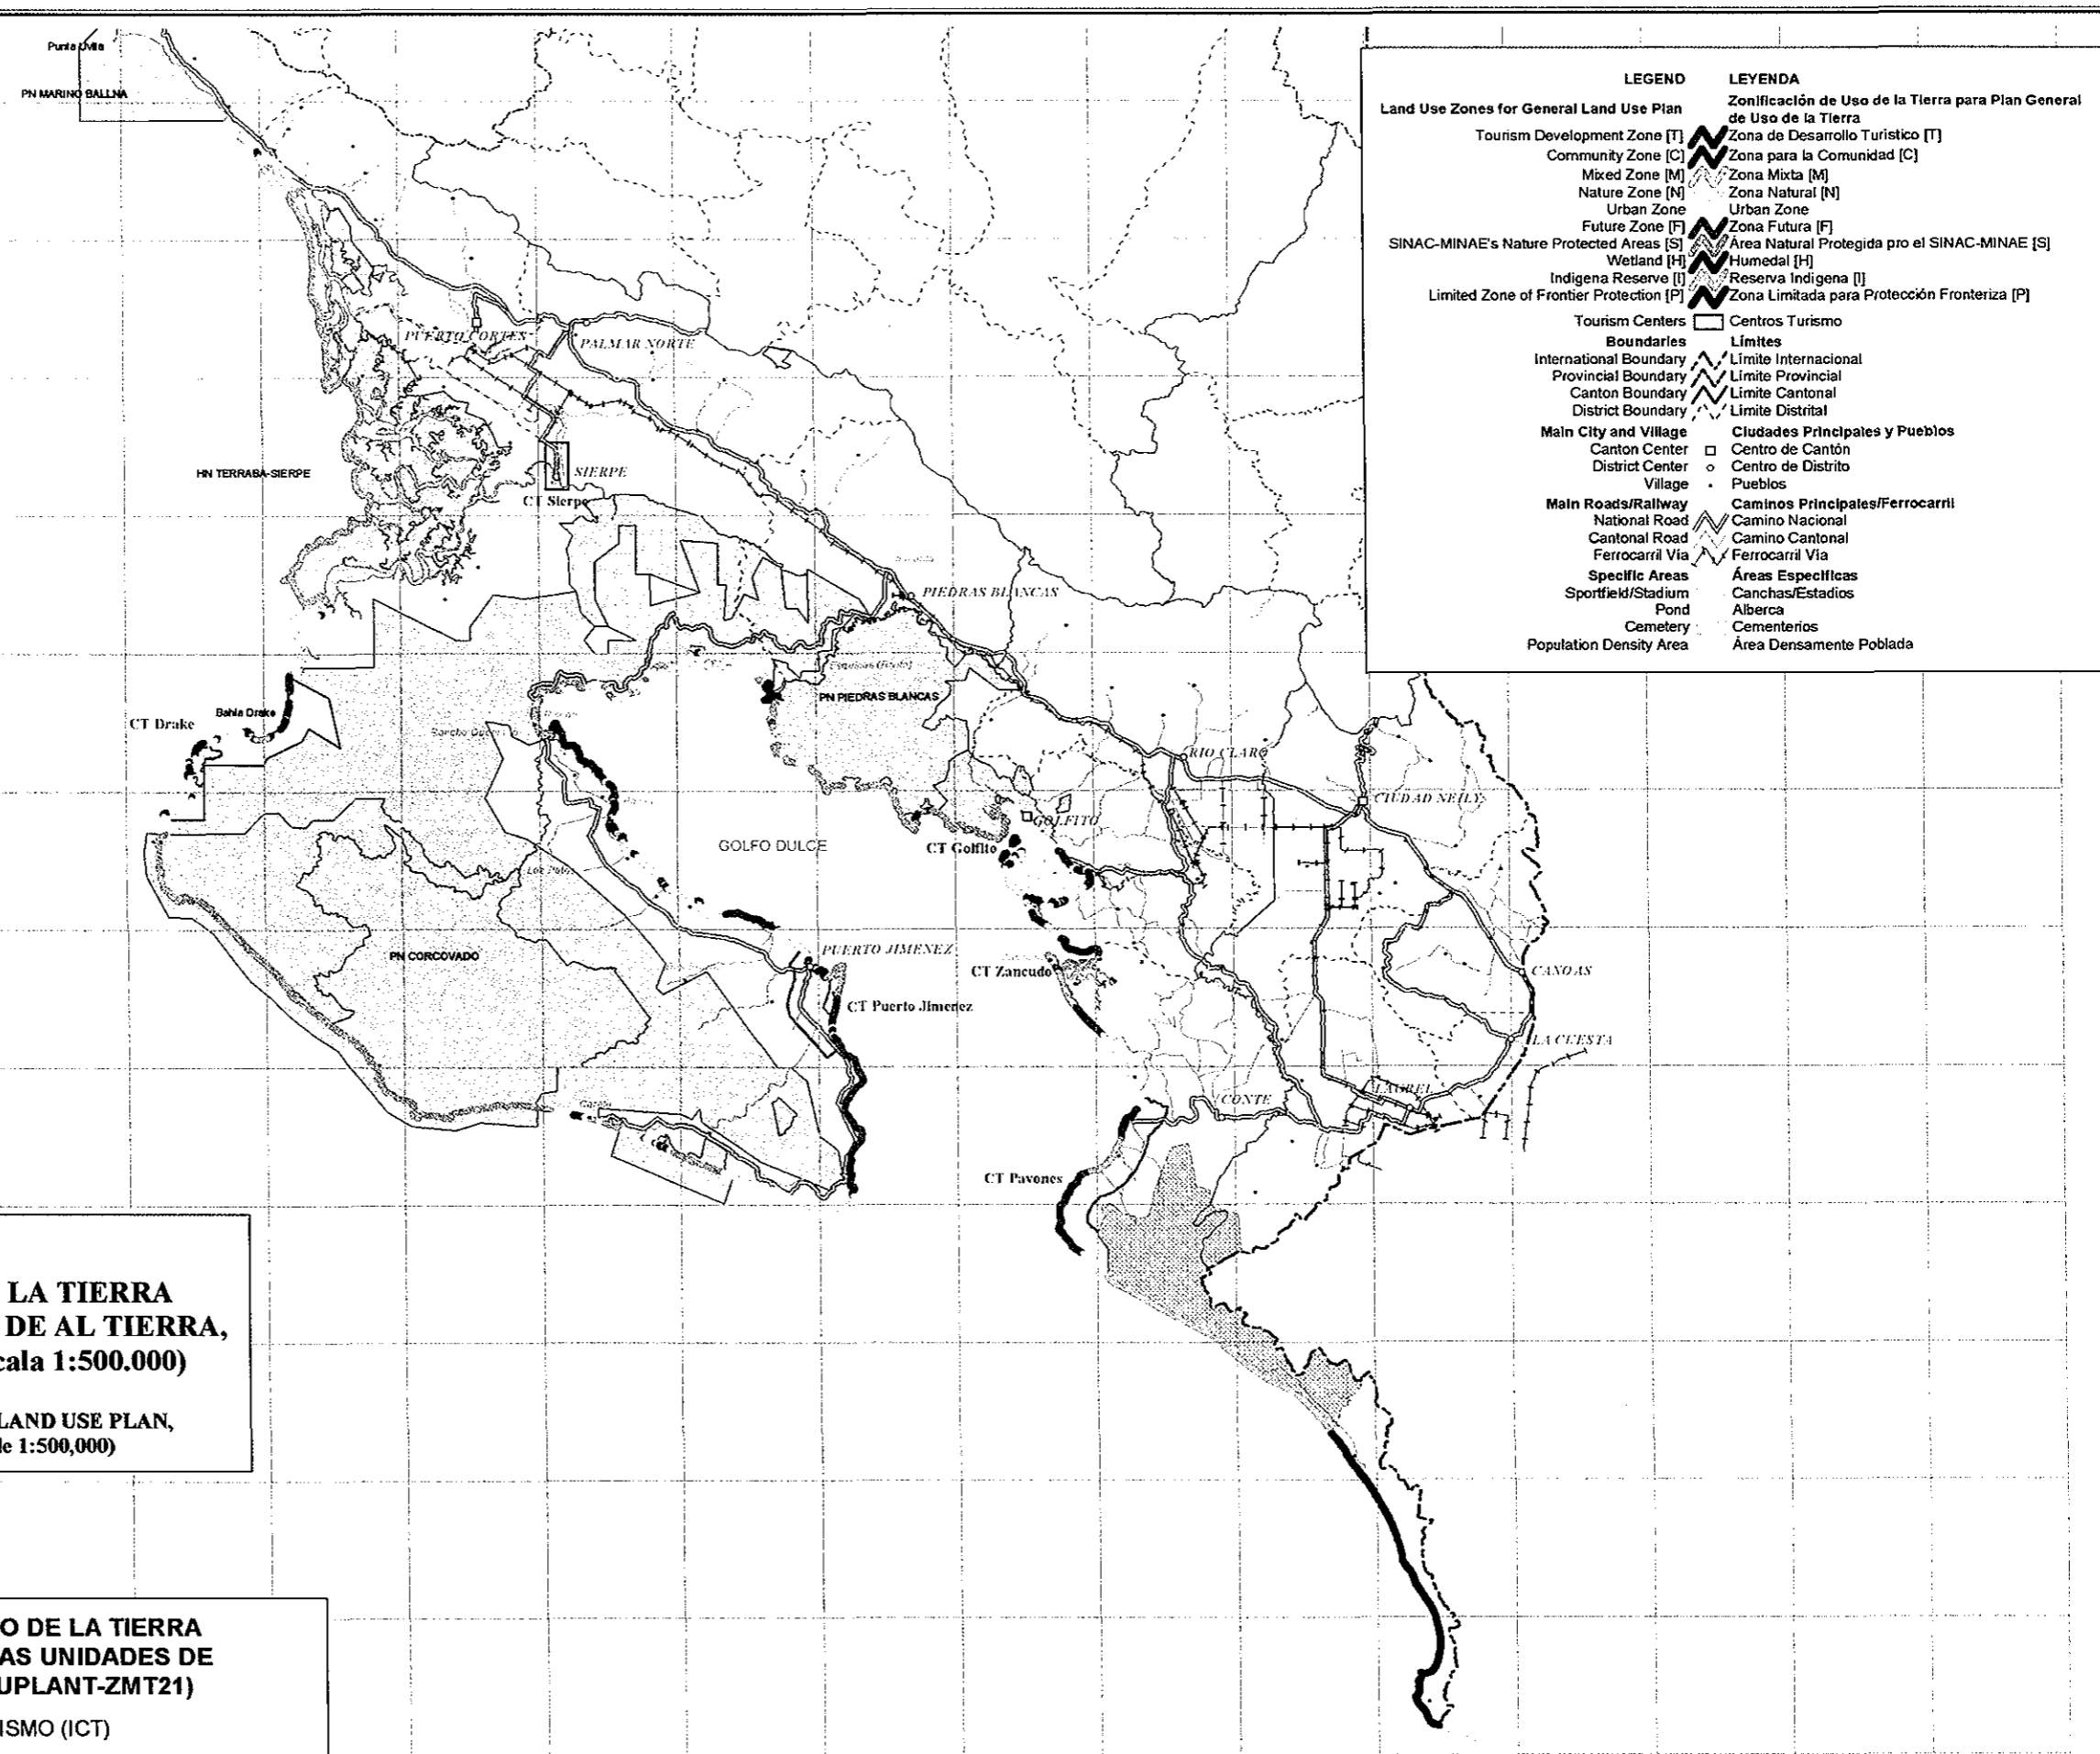 Punta Uvita
PN MARINO BALLNA
LEGEND LEYENDA
Land Use Zones for General Land Use Plan Zonificación de Uso de la Tierra para Plan General
de Uso de la Tierra
Tourism Development Zone [T] Zona de Desarrollo Turistico [T]
Community Zone [C] Zona para la Comunidad [C]
Mixed Zone [M] Zona Mixta [M]
Nature Zone [N] Zona Natural [N]
Urban Zone Urban Zone
Future Zone [F] Zona Futura [F]
SINAC-MINAE's Nature Protected Areas [S] Área Natural Protegida pro el SINAC-MINAE [S]
Wetland [H] Humedal [H]
Indigena Reserve [I] Reserva Indigena [I]
Limited Zone of Frontier Protection [P] Zona Limitada para Protección Fronteriza [P]
Tourism Centers Centros Turismo
Boundaries Límites
International Boundary Limite Internacional
Provincial Boundary Limite Provincial
Canton Boundary Limite Cantonal
District Boundary Limite Distrital
Main City and Village Ciudades Principales y Pueblos
Canton Center Centro de Cantón
District Center Centro de Distrito
Village Pueblos
Main Roads/Railway Caminos Principales/Ferrocarril
National Road Camino Nacional
Cantonal Road Camino Cantonal
Ferrocarril Via Ferrocarril Via
Specific Areas Áreas Especificas
Sportfield/Stadium Canchas/Estadios
Pond Alberca
Cemetery Cementerios
Population Density Area Área Densamente Poblada
PUERTO CORTES
PALMAR NORTE
HN TERRABA-SIERPE
SIERPE
CT Sierpe
PIEDRAS BLANCAS
PN PIEDRAS BLANCAS
CT Drake
Bahia Drake
RIO CLARO
CIUDAD NEILY
GOLFITO
GOLFO DULCE
CT Golfito
PN CORCOVADO
PUERTO JIMENEZ
CT Zancudo
CANOAS
CT Puerto Jimenez
LA CUESTA
LAUREL
CONTE
CT Pavones
LA TIERRA
DE AL TIERRA,
cala 1:500.000)
LAND USE PLAN,
le 1:500,000)
O DE LA TIERRA
AS UNIDADES DE
UPLANT-ZMT21)
ISMO (ICT)